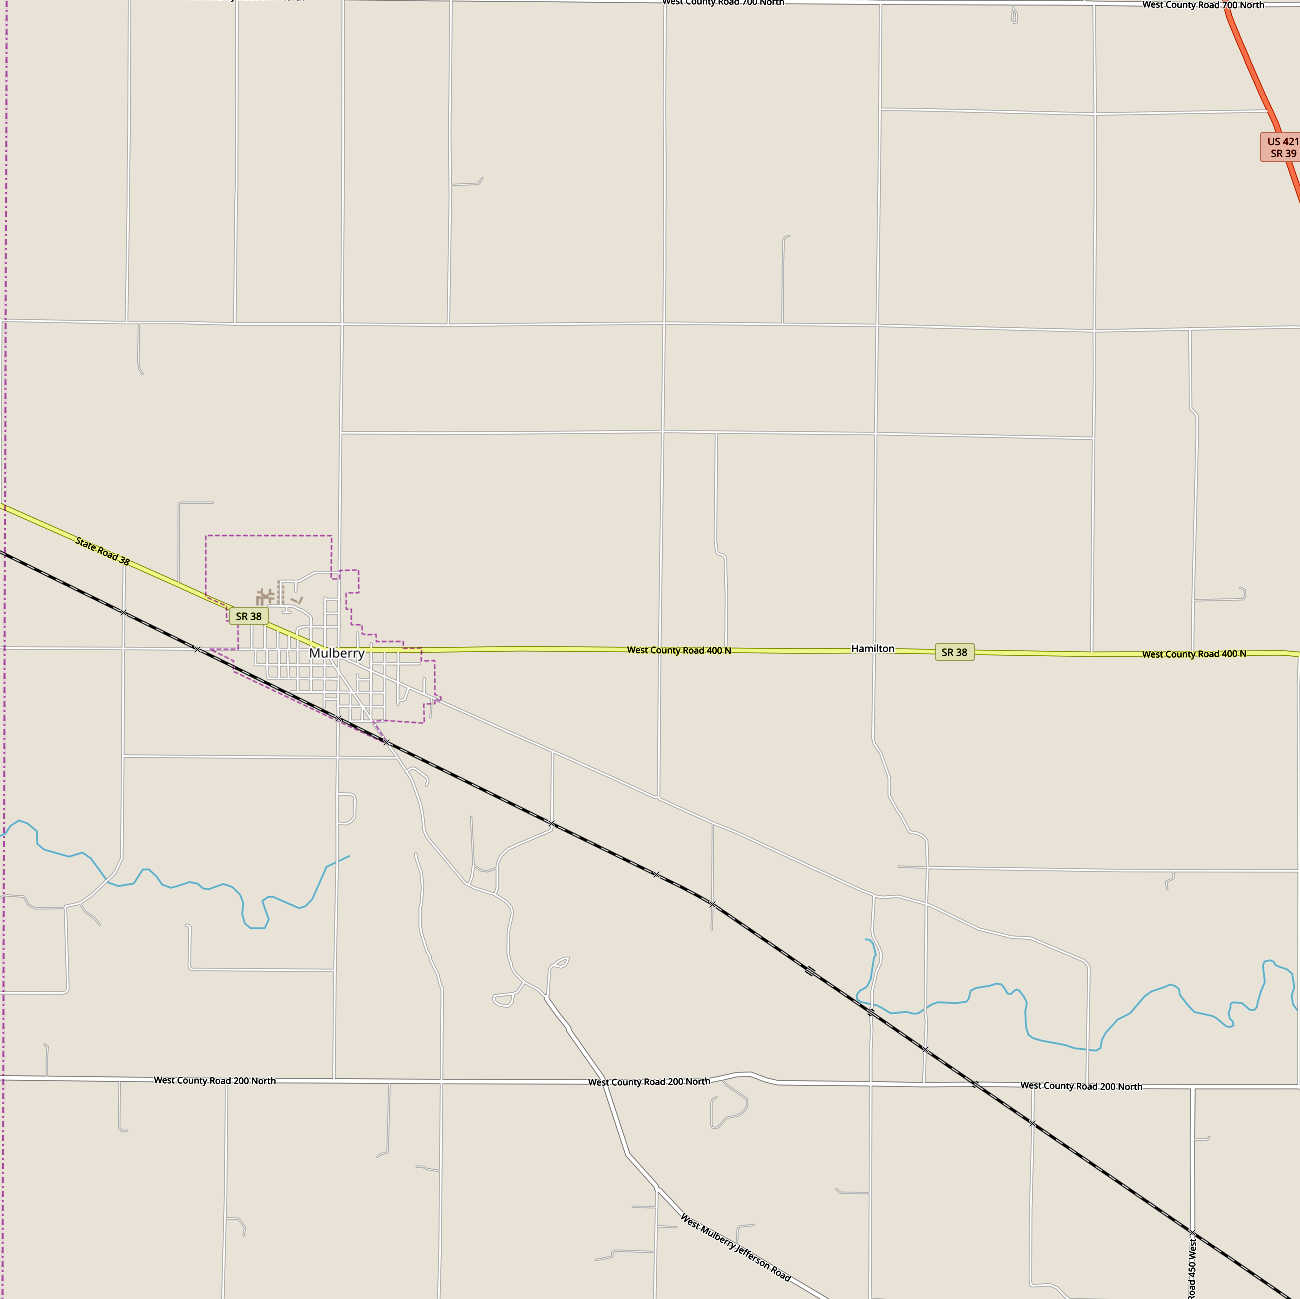 West County Road 700 North
West County Road 700 North
US 421
SR 39
State Road 38
SR 38
Mulberry
West County Road 400 N
Hamilton
SR 38
West County Road 400 N
West County Road 200 North
West County Road 200 North
West County Road 200 North
West Mulberry Jefferson Road
Road 450 West